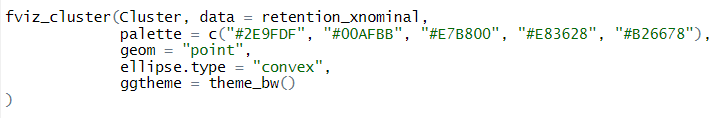 fviz_cluster(Cluster, data = retention_xnominal,
palette = c("#2E9FDF", "#00AFBB", "#E7B800", "#E83628", "#B26678"),
geom = "point",
ellipse.type = "convex",
ggtheme = theme_bw()
)